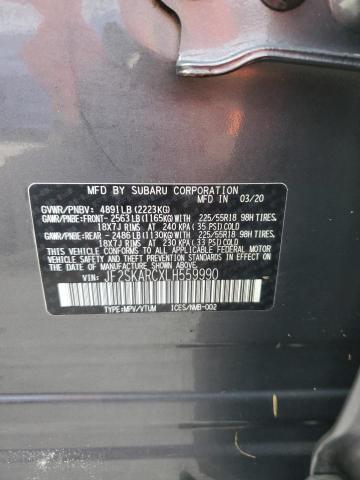 MFD BY SUBARU CORPORATION
MFD IN 03/20
GVWR/PNBV: 4891LB(2223KG)
GAWR/PNBE:FRONT-2563LB(1165KG)WITH 225/55R18 98H TIRES,
18X7J RIMS AT 240 KPA(35 PSI)COLD
GAWR/PNBE:REAR -2486LB(1130KG)WITH 225/55R18 98H TIRES,
18X7J RIMS AT 230 KPA(33 PSI)COLD
THIS VEHICLE CONFORMS TO ALL APPLICABLE
FEDERAL MOTOR VEHICLE SAFETY
AND THEFT PREVENTION STANDARDS IN EFFECT
ON THE DATE OF MANUFACTURE SHOWN ABOVE.
JF2SKARCXLH559990
TYPE:MPV/VTUM ICES/NMB-002